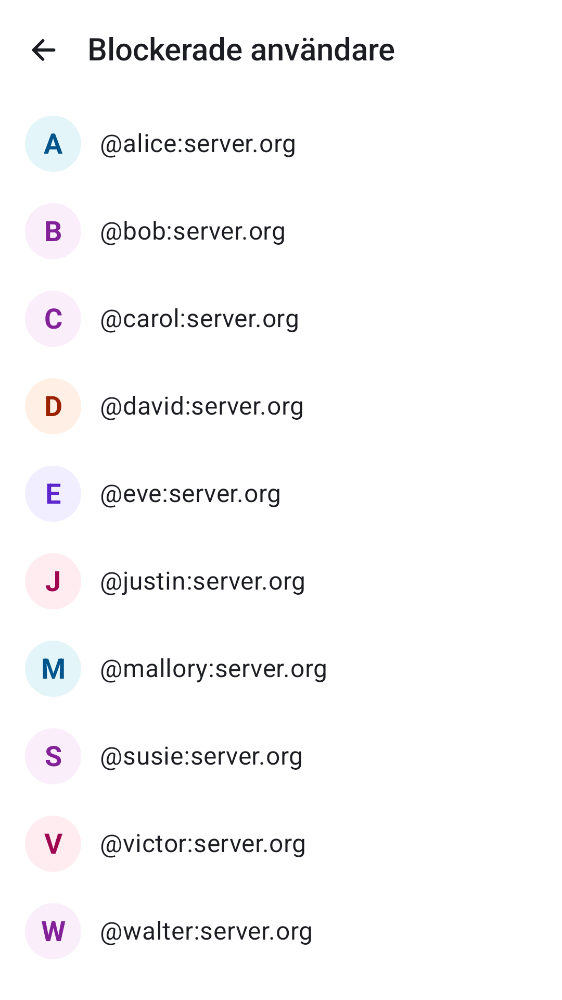 Blockerade användare
A @alice:server.org
B @bob:server.org
C @carol:server.org
D @david:server.org
E @eve:server.org
J @justin:server.org
M @mallory:server.org
S @susie:server.org
V @victor:server.org
W @walter:server.org